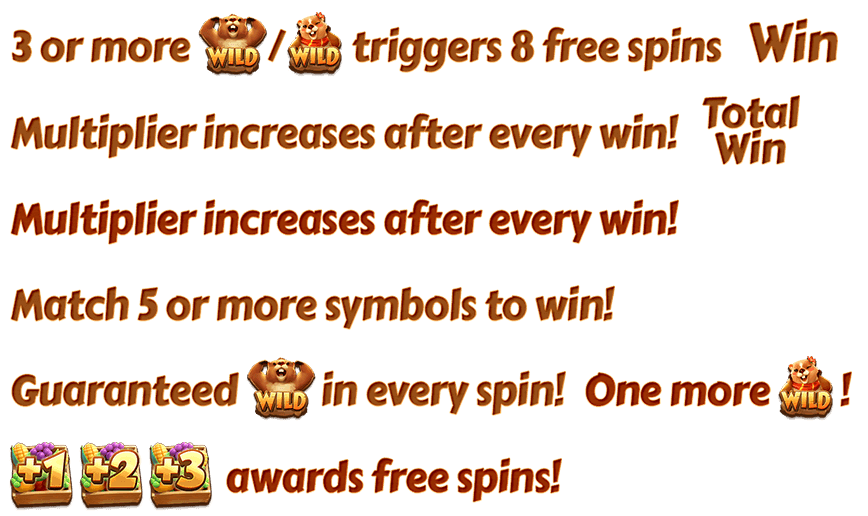 3 or more WILD / WILD triggers 8 free spins Win
Multiplier increases after every win! Total Win
Multiplier increases after every win!
Match 5 or more symbols to win!
Guaranteed WILD in every spin! One more WILD !
+1 +2 +3 awards free spins!